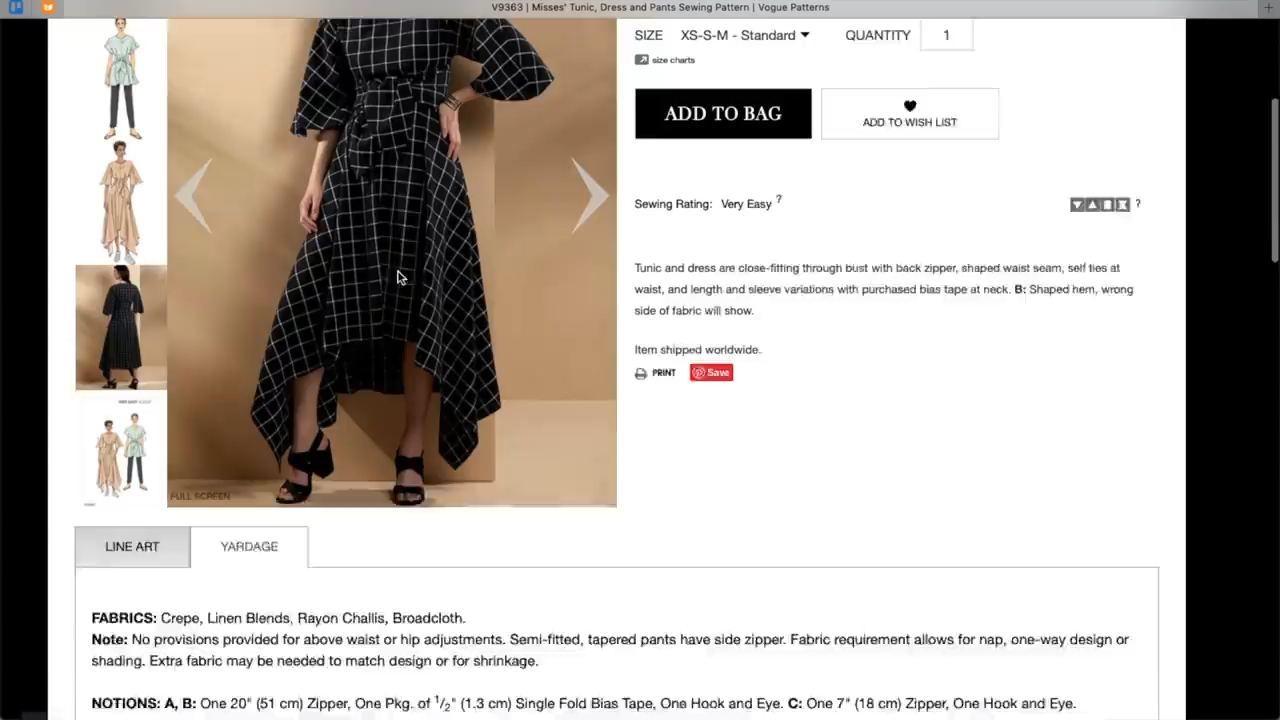 V9363 | Misses' Tunic, Dress and Pants Sewing Pattern | Vogue Patterns
SIZE XS-S-M - Standard QUANTITY 1
size charts
ADD TO BAG
ADD TO WISH LIST
Sewing Rating: Very Easy ?
?
Tunic and dress are close-fitting through bust with back zipper, shaped waist seam, self ties at
waist, and length and sleeve variations with purchased bias tape at neck. B: Shaped hem, wrong
side of fabric will show.
Item shipped worldwide.
PRINT Save
FULL SCREEN
LINE ART YARDAGE
FABRICS: Crepe, Linen Blends, Rayon Challis, Broadcloth.
Note: No provisions provided for above waist or hip adjustments. Semi-fitted, tapered pants have side zipper. Fabric requirement allows for nap, one-way design or
shading. Extra fabric may be needed to match design or for shrinkage.
NOTIONS: A, B: One 20" (51 cm) Zipper, One Pkg. of 1/2" (1.3 cm) Single Fold Bias Tape, One Hook and Eye. C: One 7" (18 cm) Zipper, One Hook and Eye.